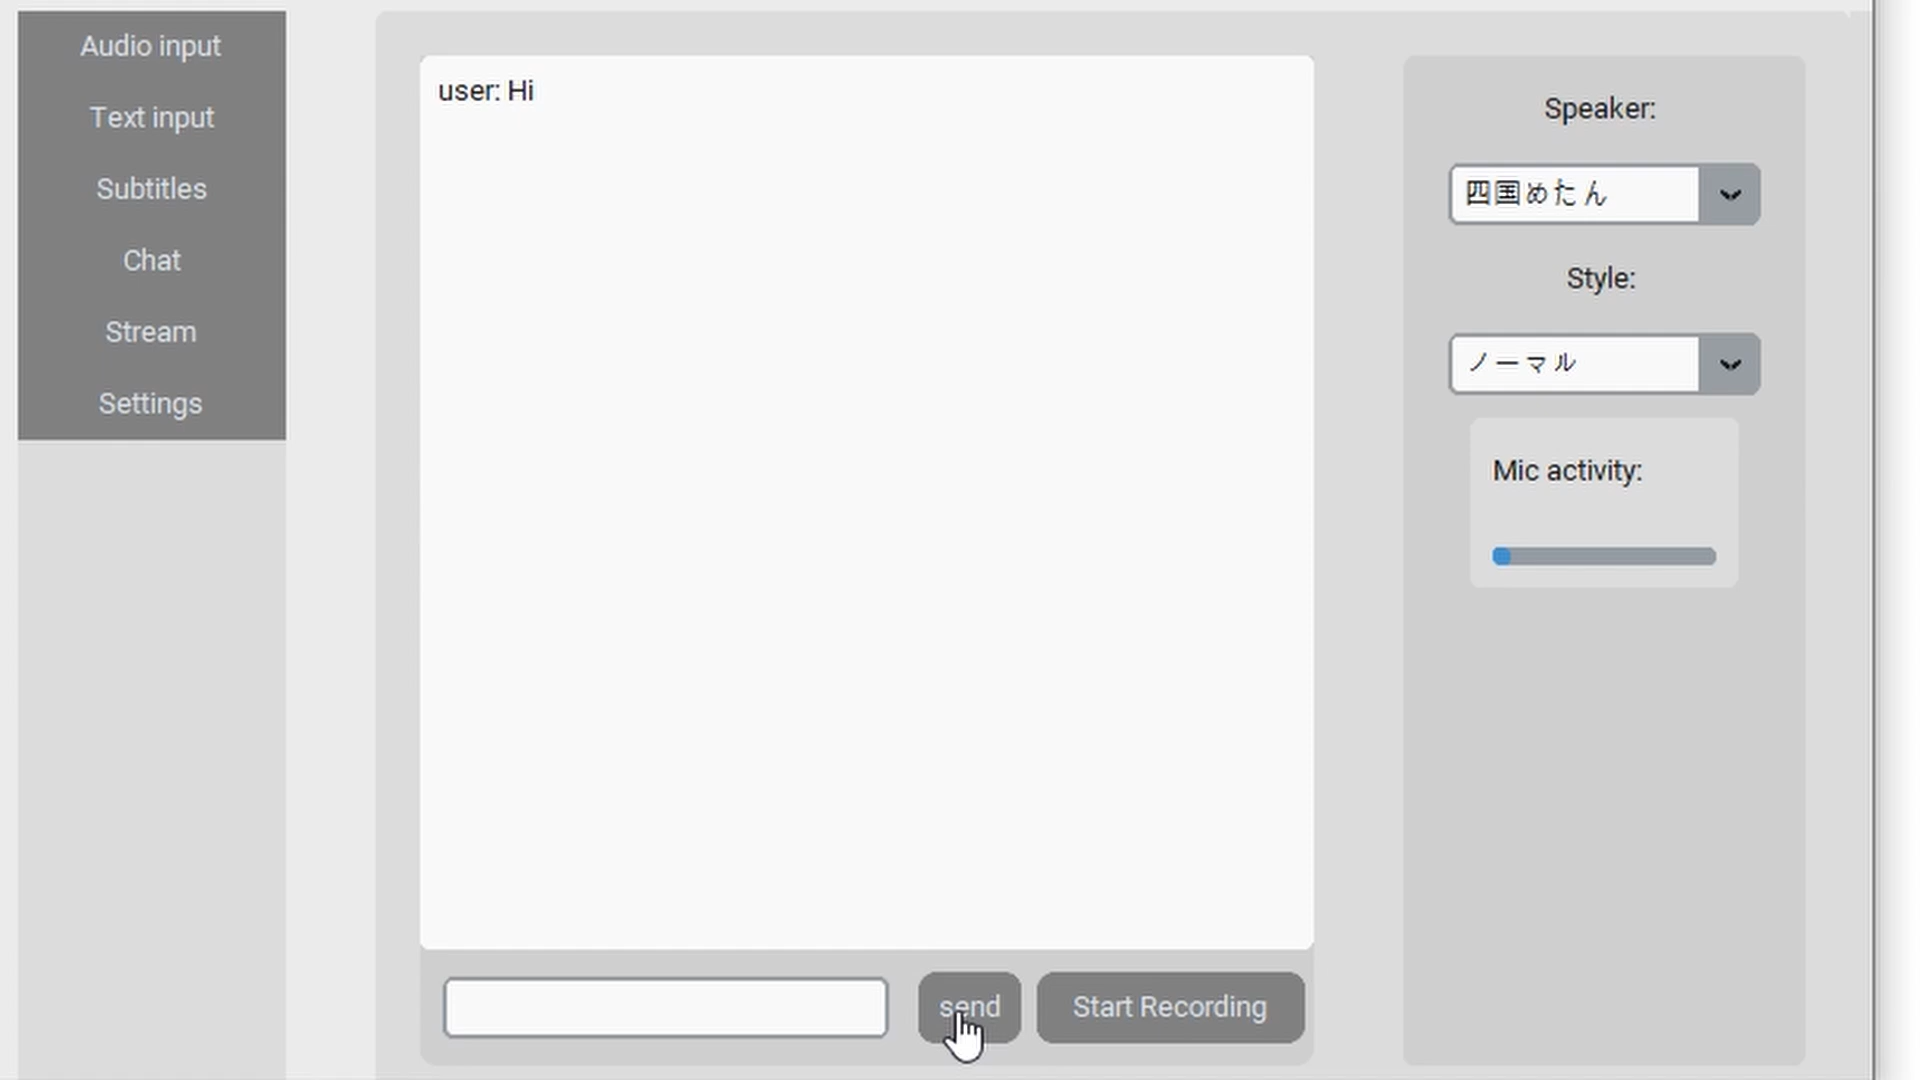 Audio input
Text input
Subtitles
Chat
Stream
Settings
user: Hi
send
Start Recording
Speaker:
四国めたん
Style:
ノーマル
Mic activity: